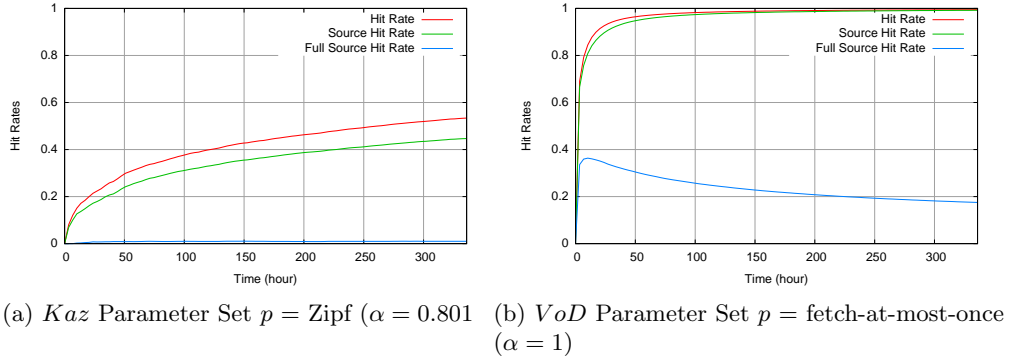 Hit Rates
1
0.8
0.6
0.4
0.2
0
0 50 100 150 200 250 300
Time (hour)
Hit Rate
Source Hit Rate
Full Source Hit Rate
(a) Kaz Parameter Set p = Zipf (α = 0.801
Hit Rates
1
0.8
0.6
0.4
0.2
0
0 50 100 150 200 250 300
Time (hour)
Hit Rate
Source Hit Rate
Full Source Hit Rate
(b) VoD Parameter Set p = fetch-at-most-once
(α = 1)